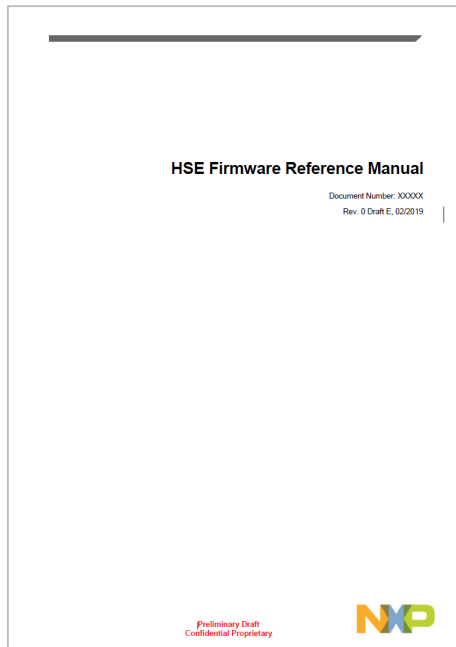 HSE Firmware Reference Manual
Document Number: XXXXX
Rev. 0 Draft E, 02/2019
Preliminary Draft
Confidential Proprietary
NXP